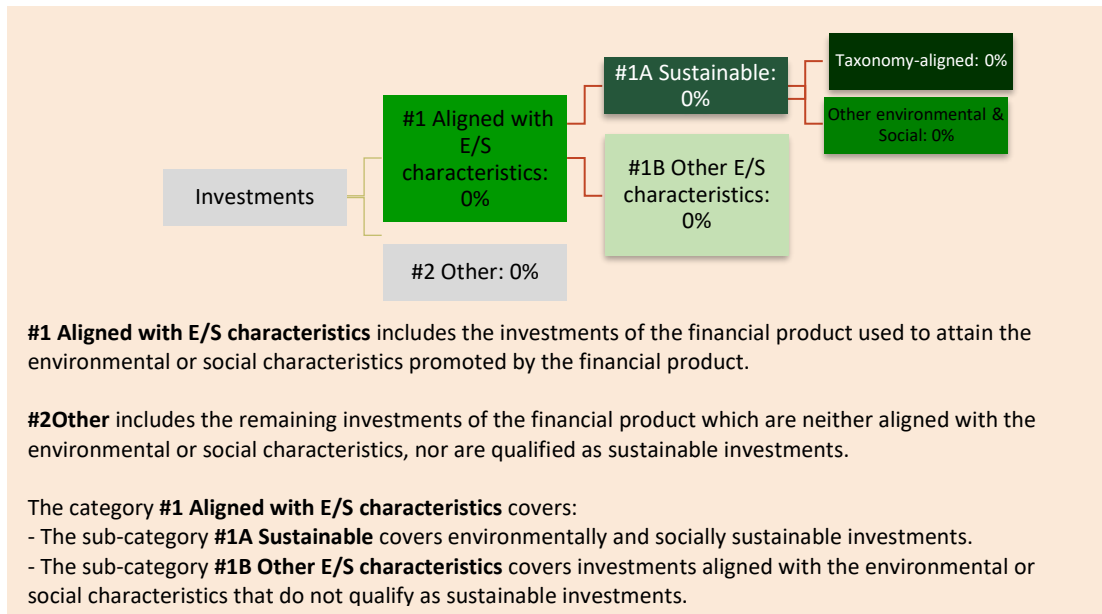 Investments
#1 Aligned with
E/S
characteristics:
0%
#2 Other: 0%
#1A Sustainable:
0%
#1B Other E/S
characteristics:
0%
Taxonomy-aligned: 0%
Other environmental &
Social: 0%
#1 Aligned with E/S characteristics includes the investments of the financial product used to attain the
environmental or social characteristics promoted by the financial product.
#2Other includes the remaining investments of the financial product which are neither aligned with the
environmental or social characteristics, nor are qualified as sustainable investments.
The category #1 Aligned with E/S characteristics covers:
- The sub-category #1A Sustainable covers environmentally and socially sustainable investments.
- The sub-category #1B Other E/S characteristics covers investments aligned with the environmental or
social characteristics that do not qualify as sustainable investments.